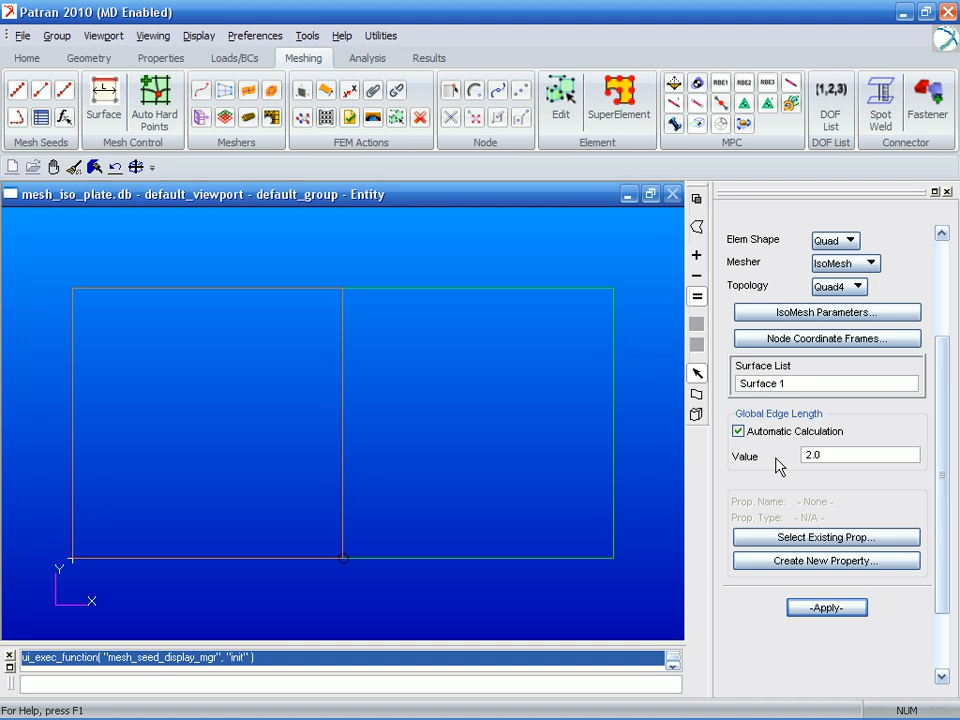 Patran 2010 (MD Enabled)
File Group Viewport Viewing Display Preferences Tools Help Utilities
Home Geometry Properties Loads/BCs Meshing Analysis Results
RBE1 RBE2 RBE3
[1,2,3]
Surface
Auto Hard Points
Edit
SuperElement
DOF List
Spot Weld
Fastener
Mesh Seeds Mesh Control Meshers FEM Actions Node Element MPC DOF List Connector
mesh_iso_plate.db - default_viewport - default_group - Entity
Y
X
Elem Shape Quad
Mesher IsoMesh
Topology Quad4
IsoMesh Parameters...
Node Coordinate Frames...
Surface List
Surface 1
Global Edge Length
Automatic Calculation
Value 2.0
Prop. Name: - None -
Prop. Type: - N/A -
Select Existing Prop...
Create New Property...
-Apply-
ui_exec_function( "mesh_seed_display_mgr", "init" )
For Help, press F1
NUM